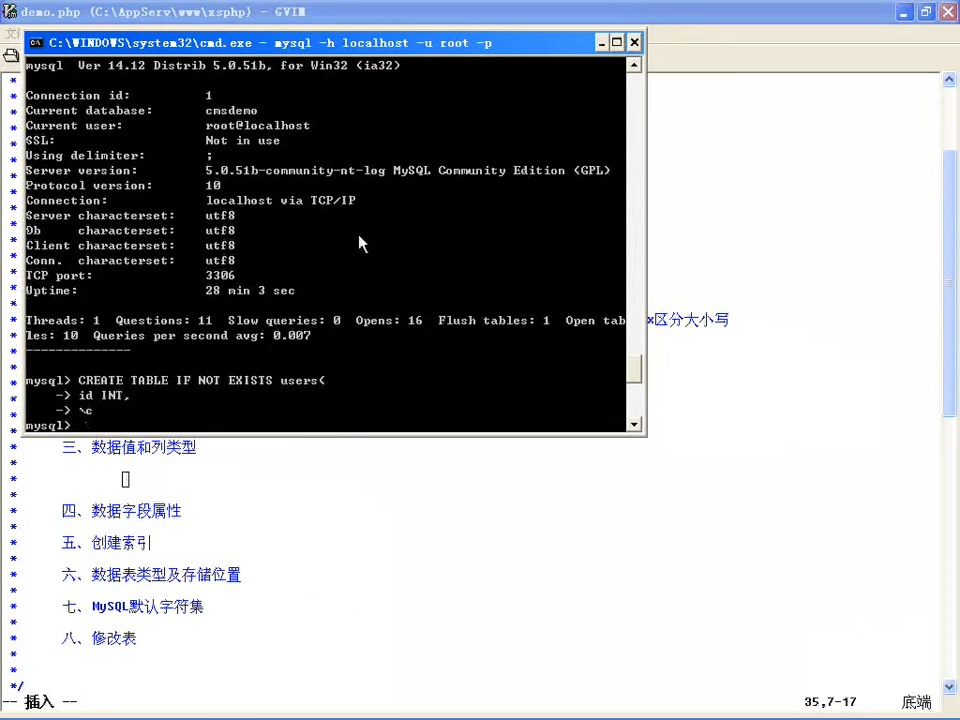 demo.php (C:\AppServ\www\xsphp) - GVIM
C:\WINDOWS\system32\cmd.exe - mysql -h localhost -u root -p
mysql  Ver 14.12 Distrib 5.0.51b, for Win32 (ia32)
Connection id: 1
Current database: cmsdemo
Current user: root@localhost
SSL: Not in use
Using delimiter: ;
Server version: 5.0.51b-community-nt-log MySQL Community Edition (GPL)
Protocol version: 10
Connection: localhost via TCP/IP
Server characterset: utf8
Db     characterset: utf8
Client characterset: utf8
Conn.  characterset: utf8
TCP port: 3306
Uptime: 28 min 3 sec
Threads: 1  Questions: 11  Slow queries: 0  Opens: 16  Flush tables: 1  Open tab
les: 10  Queries per second avg: 0.007
--------------
mysql> CREATE TABLE IF NOT EXISTS users(
    -> id INT,
    -> \c
mysql>
x区分大小写
* 三、数据值和列类型
*
* 四、数据字段属性
* 五、创建索引
* 六、数据表类型及存储位置
* 七、MySQL默认字符集
* 八、修改表
*/
-- 插入 -- 35,7-17 底端